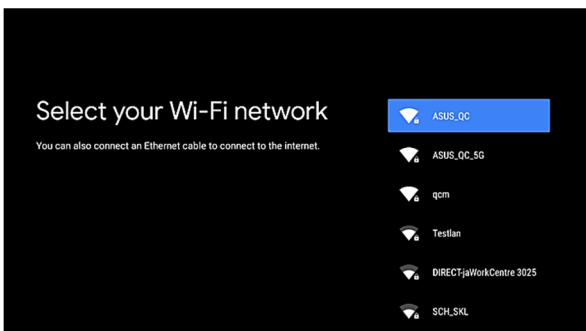 Select your Wi-Fi network
You can also connect an Ethernet cable to connect to the internet.
ASUS_QC
ASUS_QC_5G
qcm
Testlan
DIRECT-jaWorkCentre 3025
SCH_SKL